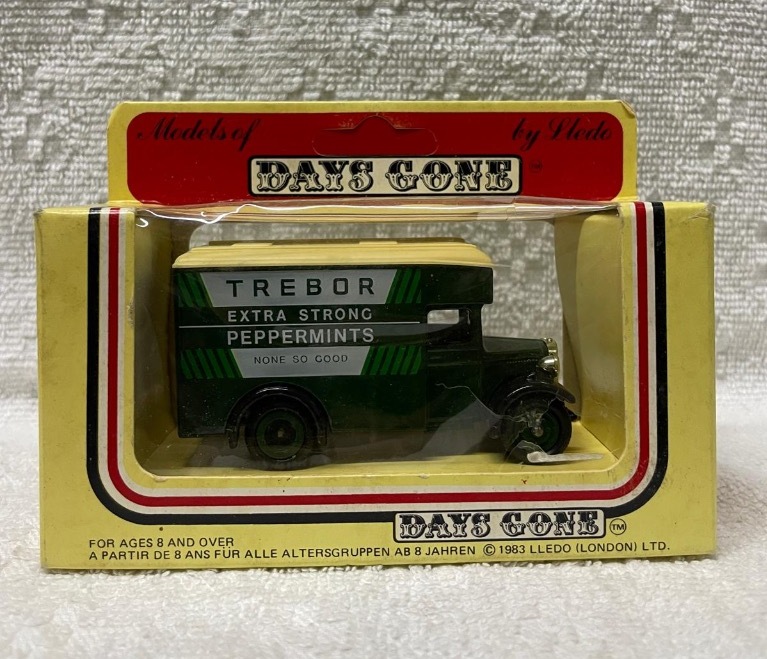 Models of by Lledo
DAYS GONE™
TREBOR
EXTRA STRONG
PEPPERMINTS
NONE SO GOOD
DAYS GONE™
FOR AGES 8 AND OVER
A PARTIR DE 8 ANS FÜR ALLE ALTERSGRUPPEN AB 8 JAHREN © 1983 LLEDO (LONDON) LTD.